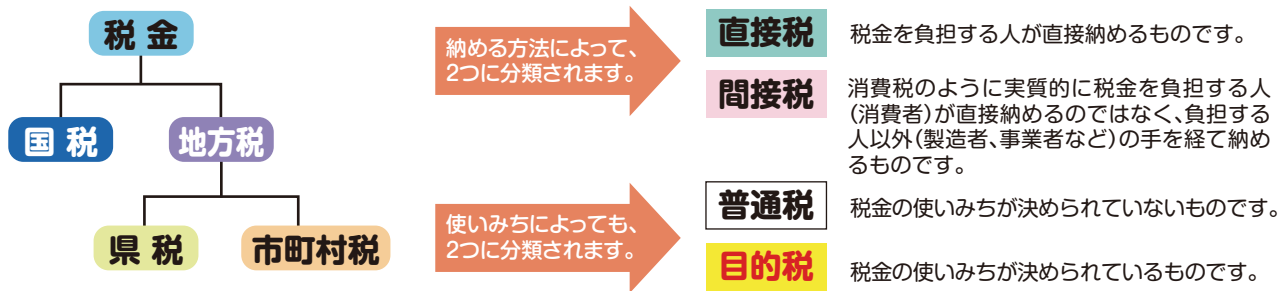 税金
国税
地方税
県税
市町村税
納める方法によって、
2つに分類されます。
直接税
税金を負担する人が直接納めるものです。
間接税
消費税のように実質的に税金を負担する人
(消費者)が直接納めるのではなく、負担する
人以外(製造者、事業者など)の手を経て納め
るものです。
使いみちによっても、
2つに分類されます。
普通税
税金の使いみちが決められていないものです。
目的税
税金の使いみちが決められているものです。